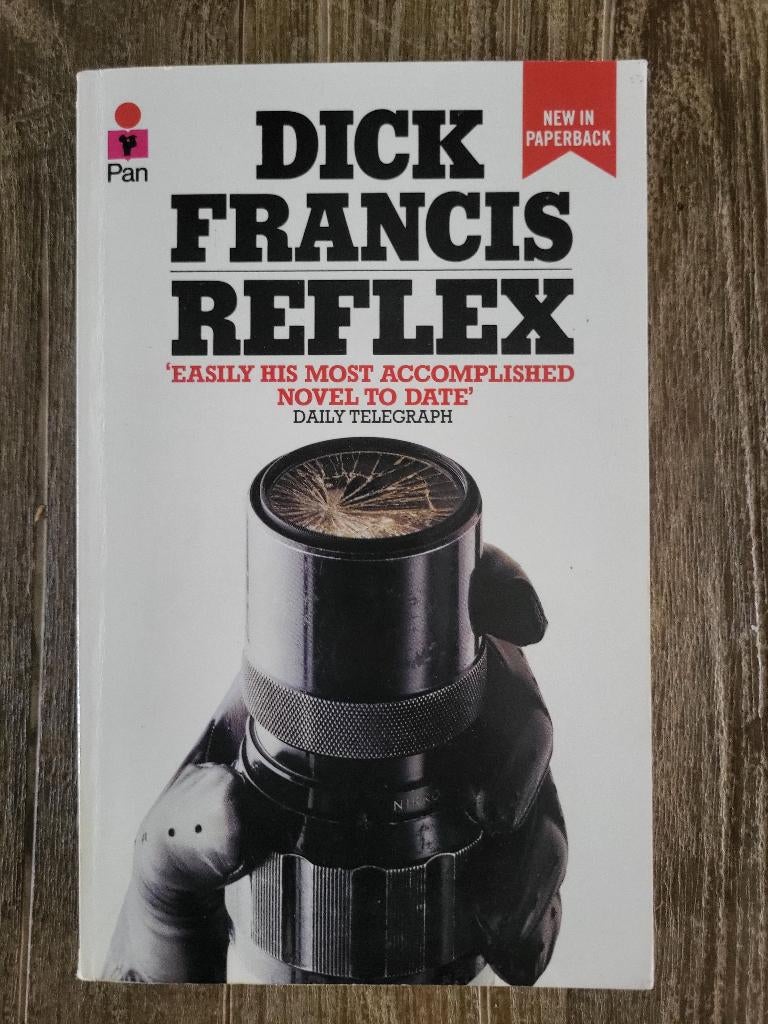 Pan
NEW IN
PAPERBACK
DICK
FRANCIS
REFLEX
'EASILY HIS MOST ACCOMPLISHED
NOVEL TO DATE'
DAILY TELEGRAPH